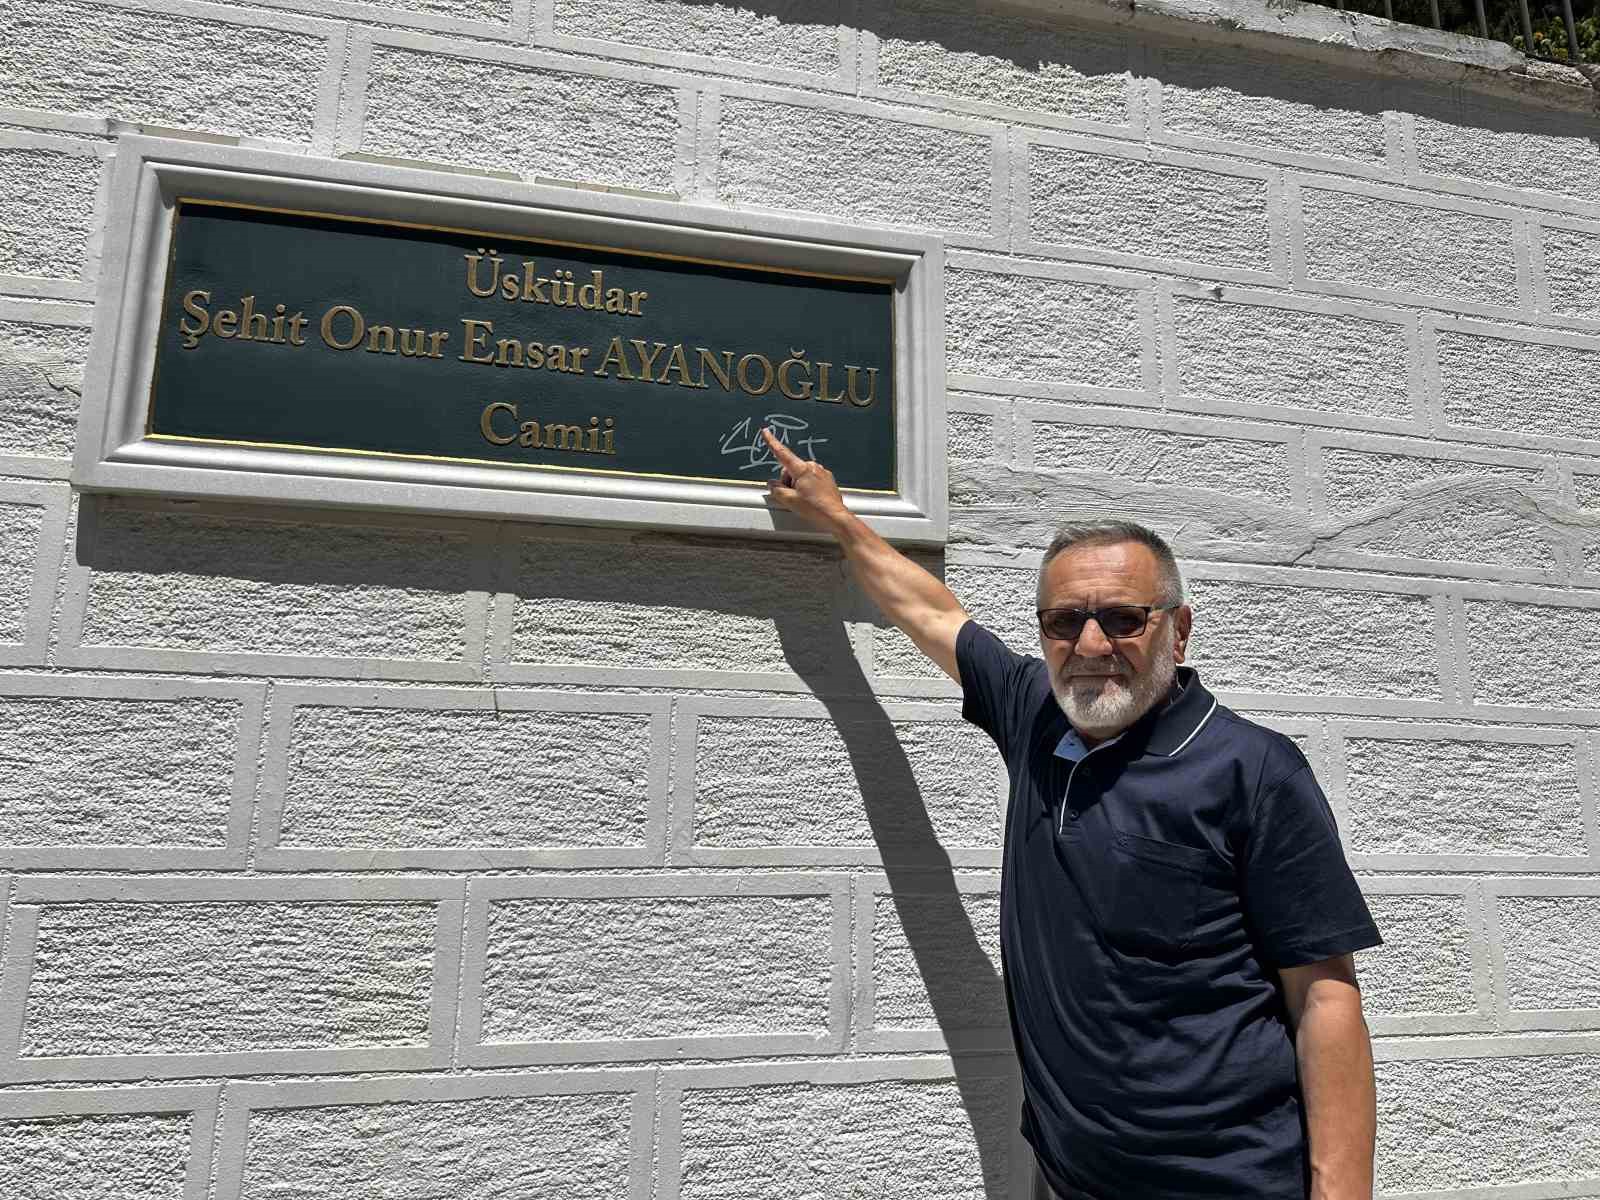 Üsküdar
Şehit Onur Ensar AYANOĞLU
Camii